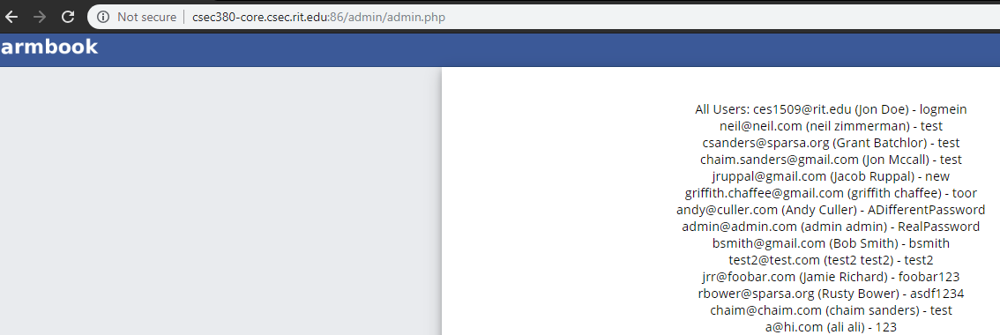 Not secure | csec380-core.csec.rit.edu:86/admin/admin.php
armbook
All Users: ces1509@rit.edu (Jon Doe) - logmein
neil@neil.com (neil zimmerman) - test
csanders@sparsa.org (Grant Batchlor) - test
chaim.sanders@gmail.com (Jon Mccall) - test
jruppal@gmail.com (Jacob Ruppal) - new
griffith.chaffee@gmail.com (griffith chaffee) - toor
andy@culler.com (Andy Culler) - ADifferentPassword
admin@admin.com (admin admin) - RealPassword
bsmith@gmail.com (Bob Smith) - bsmith
test2@test.com (test2 test2) - test2
jrr@foobar.com (Jamie Richard) - foobar123
rbower@sparsa.org (Rusty Bower) - asdf1234
chaim@chaim.com (chaim sanders) - test
a@hi.com (ali ali) - 123